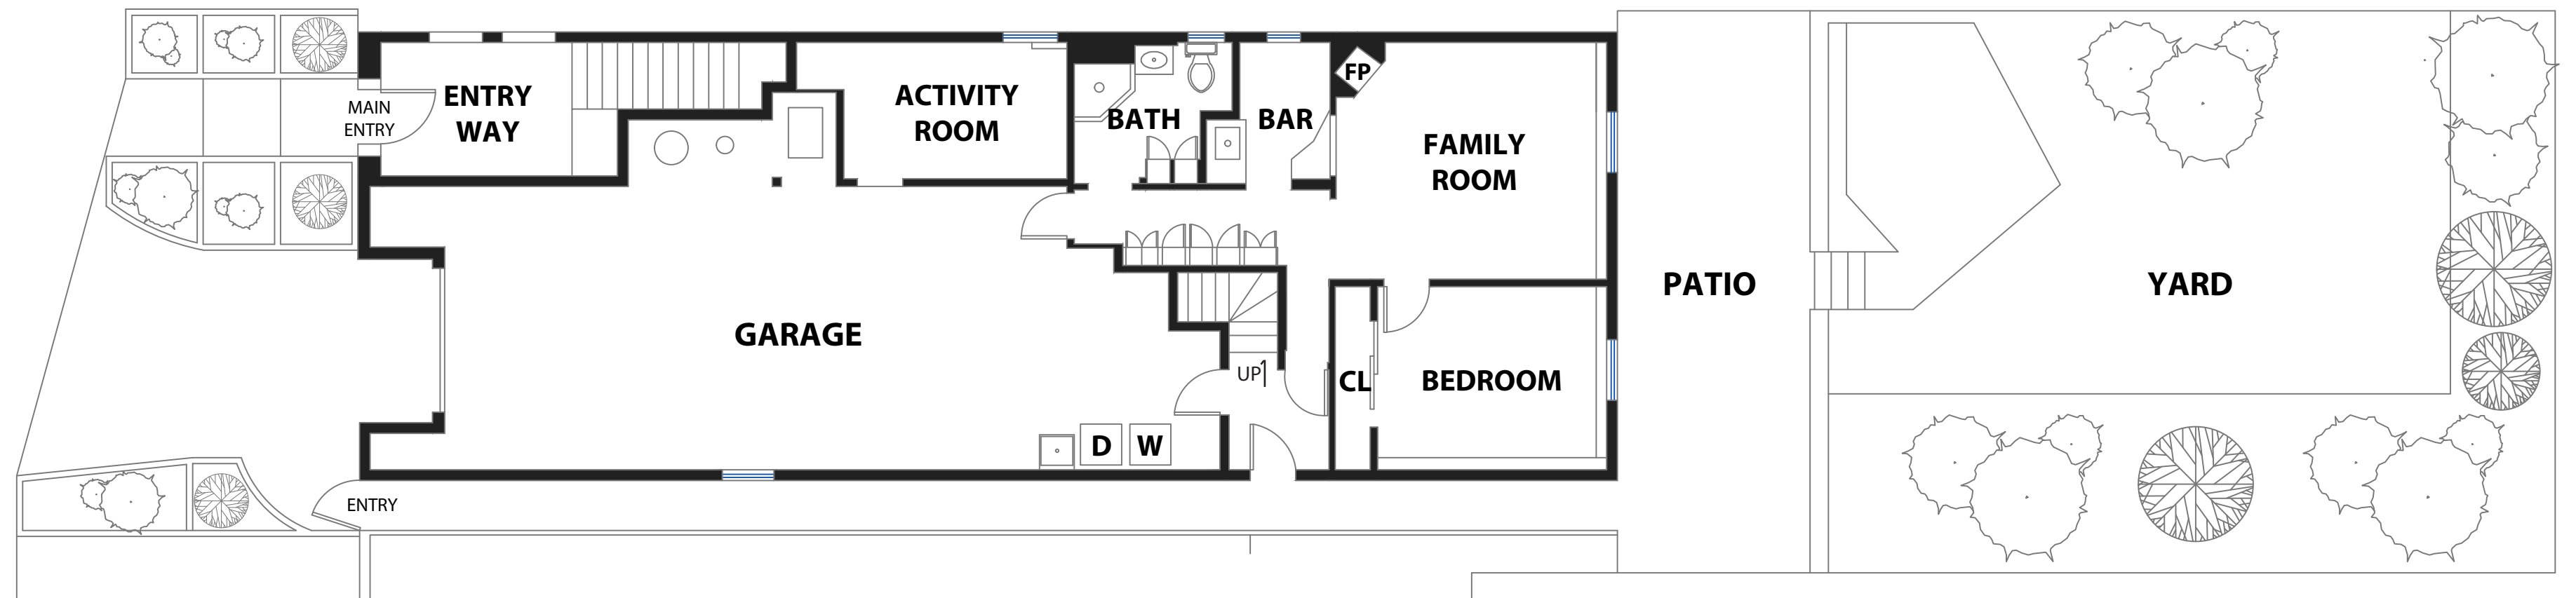 MAIN
ENTRY
ENTRY
WAY
ACTIVITY
ROOM
BATH
BAR
FP
FAMILY
ROOM
GARAGE
UP
CL
BEDROOM
D
W
ENTRY
PATIO
YARD